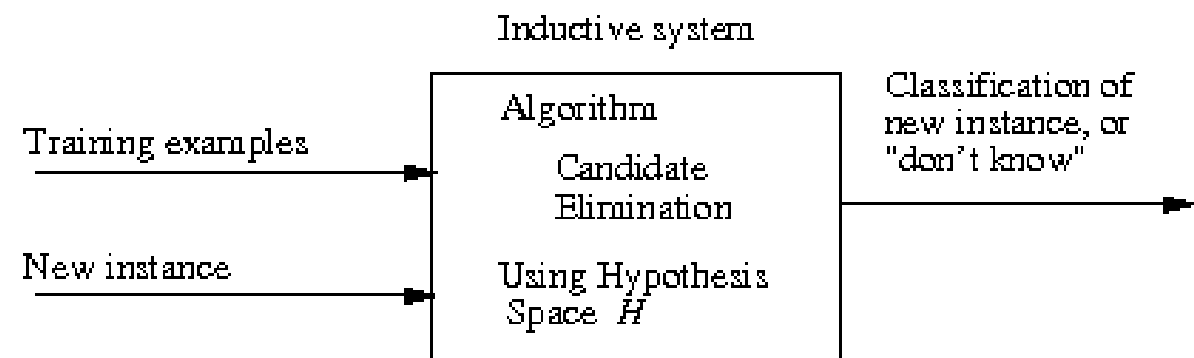 Inductive system
Algorithm
Candidate
Elimination
Using Hypothesis
Space H
Training examples
New instance
Classification of
new instance, or
"don't know"